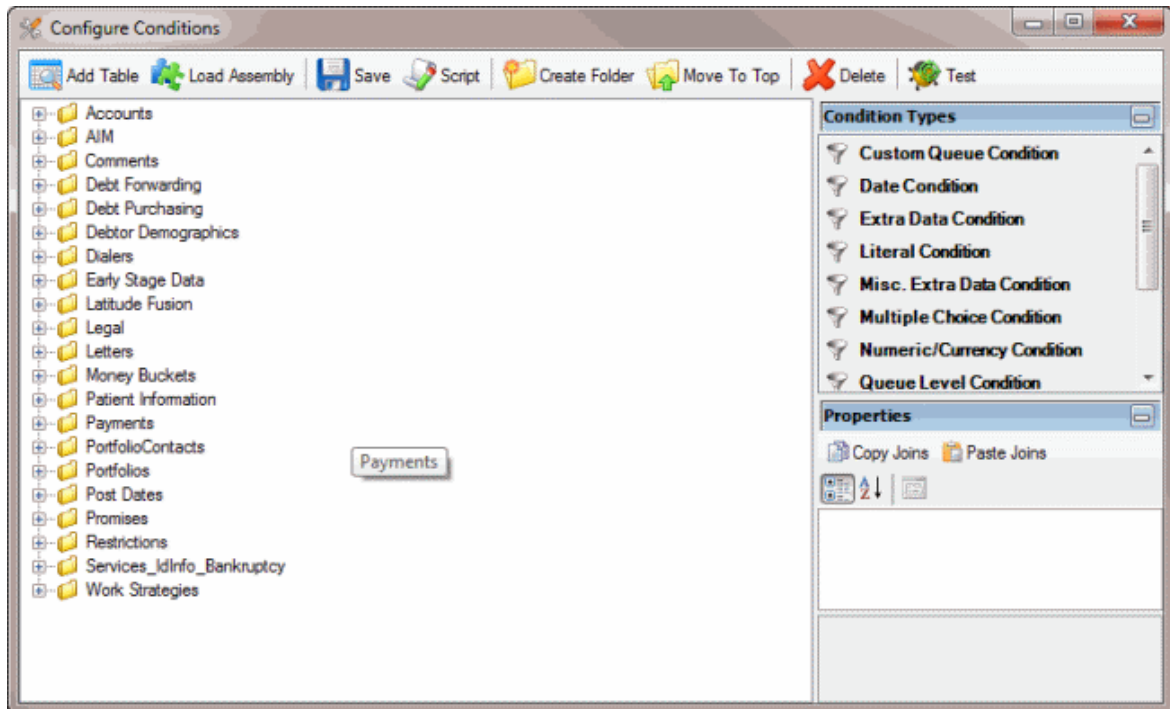 Configure Conditions
Add Table Load Assembly Save Script Create Folder Move To Top Delete Test
Accounts
AIM
Comments
Debt Forwarding
Debt Purchasing
Debtor Demographics
Dialers
Early Stage Data
Latitude Fusion
Legal
Letters
Money Buckets
Patient Information
Payments
PortfolioContacts
Portfolios
Post Dates
Promises
Restrictions
Services_IdInfo_Bankruptcy
Work Strategies
Payments
Condition Types
Custom Queue Condition
Date Condition
Extra Data Condition
Literal Condition
Misc. Extra Data Condition
Multiple Choice Condition
Numeric/Currency Condition
Queue Level Condition
Properties
Copy Joins Paste Joins